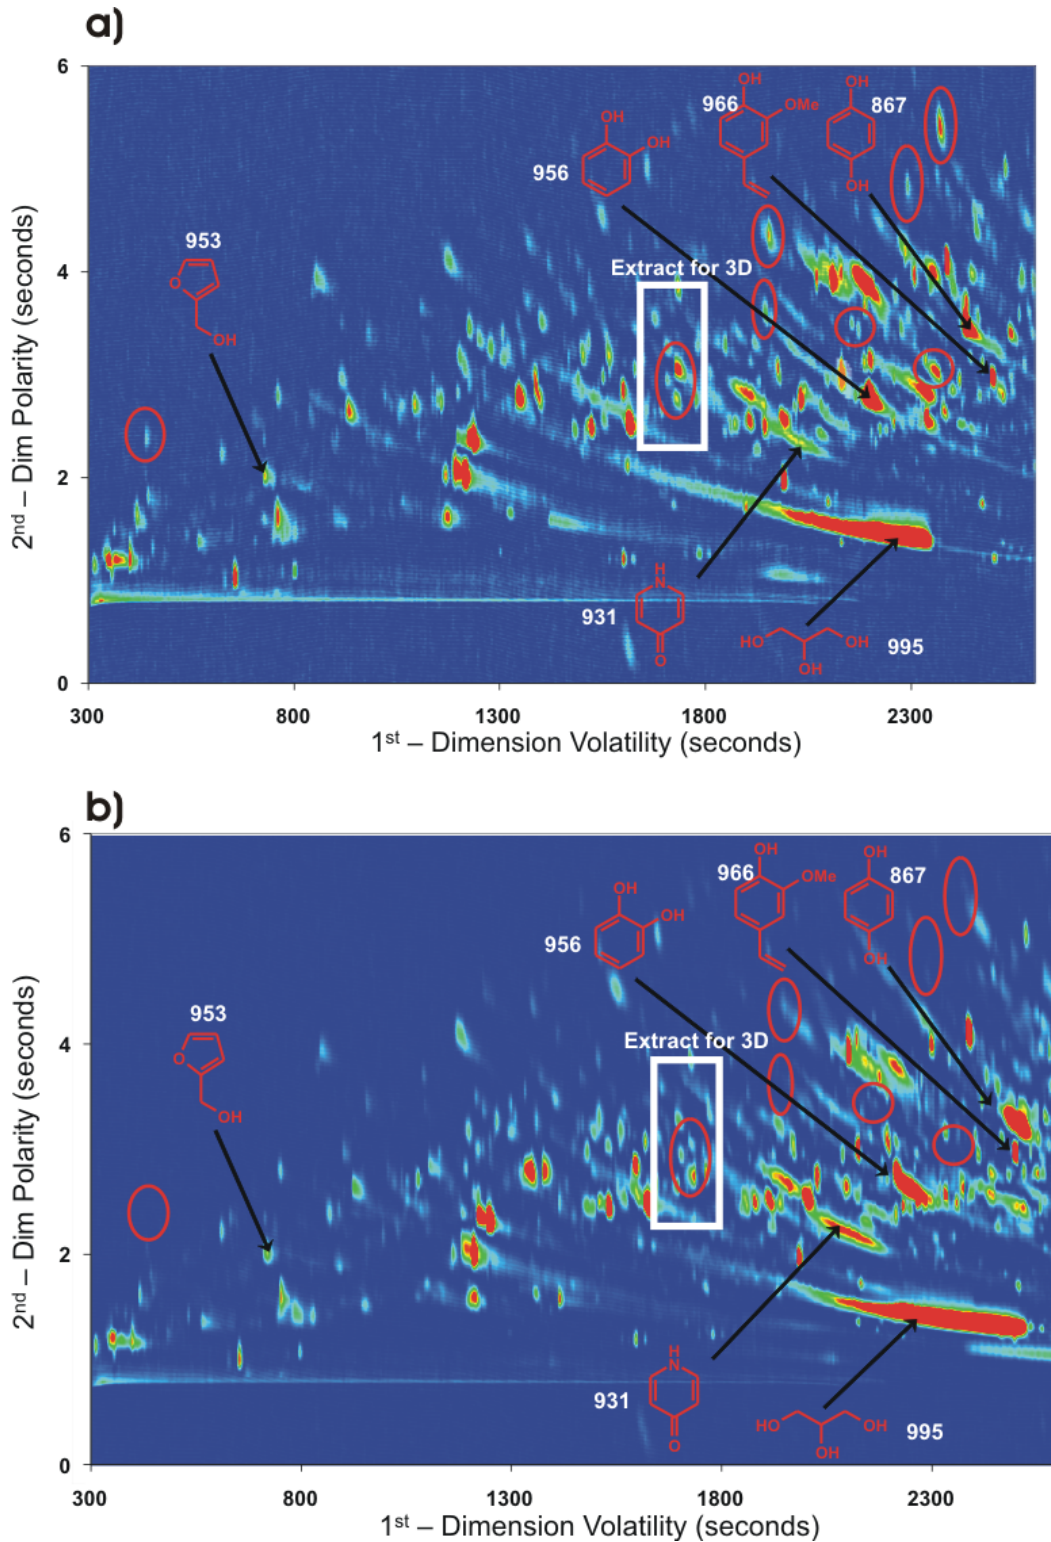 a)
6
4
2
0
2nd – Dim Polarity (seconds)
300 800 1300 1800 2300
1st – Dimension Volatility (seconds)
953
O
OH
956
OH
OH
966
OH
OMe
867
OH
OH
Extract for 3D
931
H
N
O
HO
OH
OH
995
b)
6
4
2
0
2nd – Dim Polarity (seconds)
300 800 1300 1800 2300
1st – Dimension Volatility (seconds)
953
O
OH
956
OH
OH
966
OH
OMe
867
OH
OH
Extract for 3D
931
H
N
O
HO
OH
OH
995